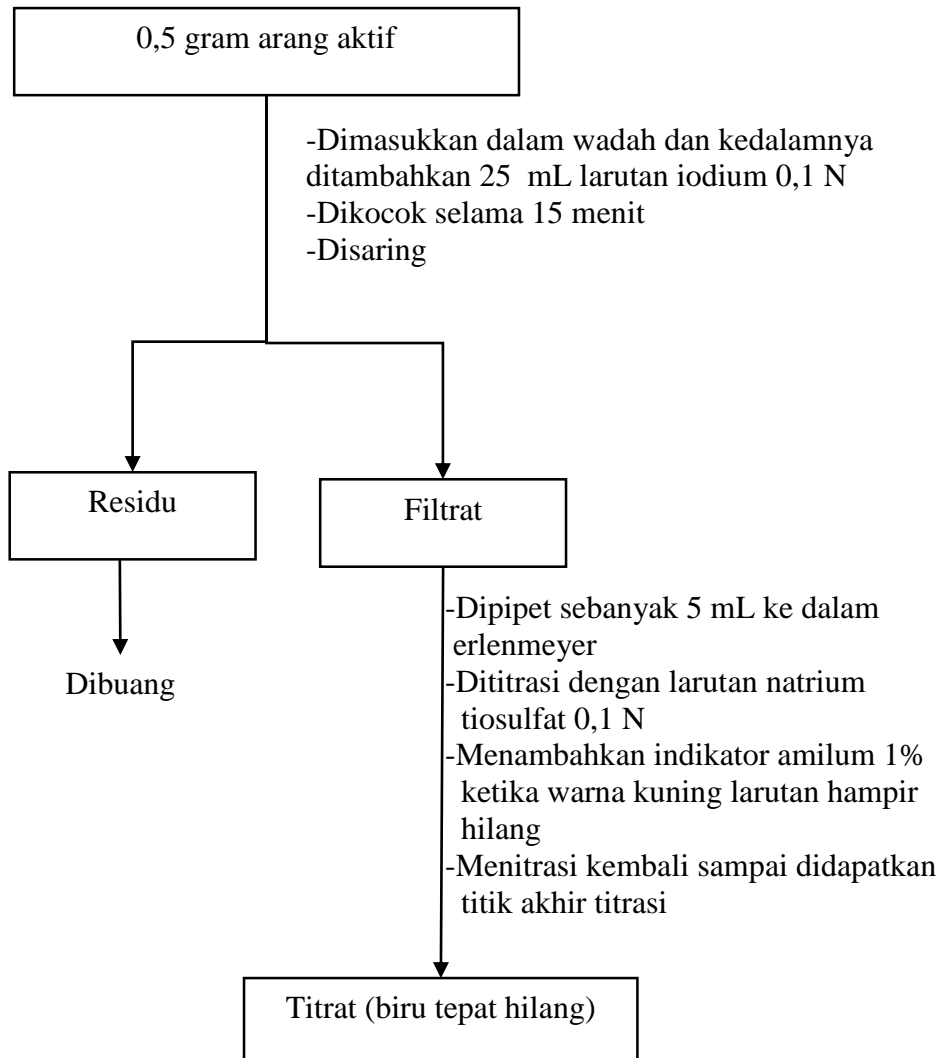 0,5 gram arang aktif
-Dimasukkan dalam wadah dan kedalamnya
ditambahkan 25 mL larutan iodium 0,1 N
-Dikocok selama 15 menit
-Disaring
Residu
Filtrat
Dibuang
-Dipipet sebanyak 5 mL ke dalam
erlenmeyer
-Dititrasi dengan larutan natrium
tiosulfat 0,1 N
-Menambahkan indikator amilum 1%
ketika warna kuning larutan hampir
hilang
-Menitrasi kembali sampai didapatkan
titik akhir titrasi
Titrat (biru tepat hilang)